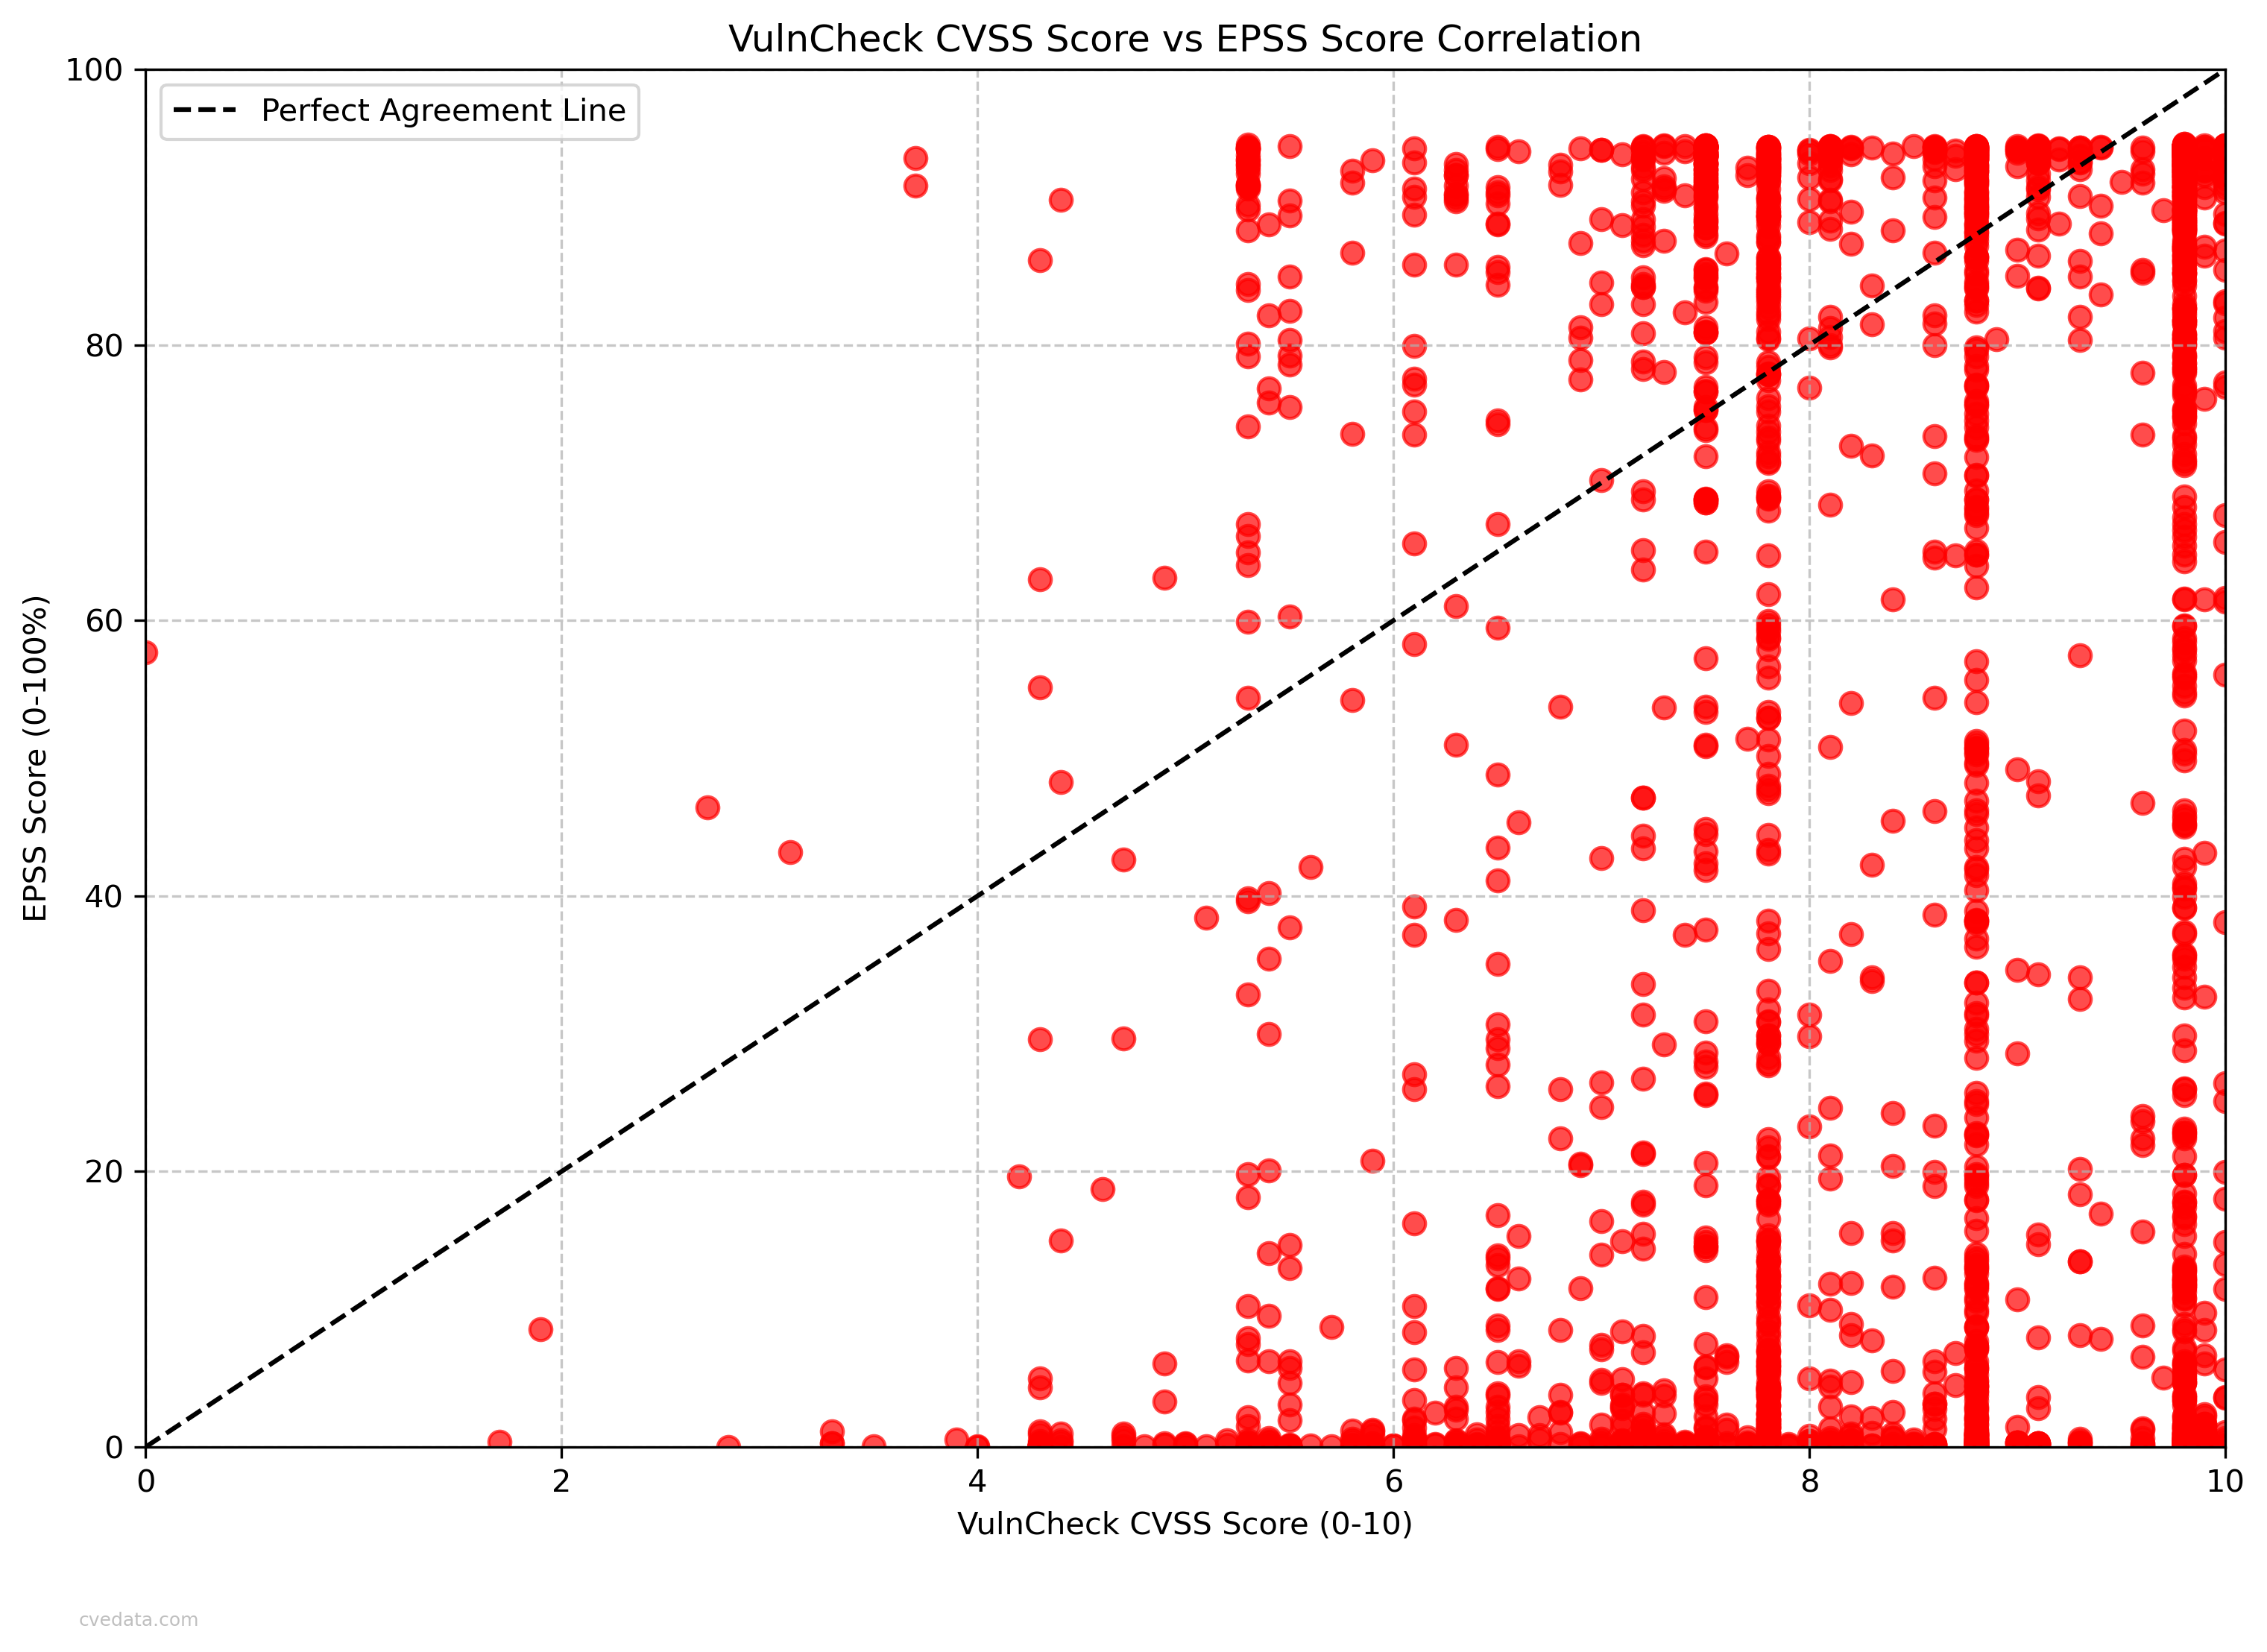 VulnCheck CVSS Score vs EPSS Score Correlation
Perfect Agreement Line
EPSS Score (0-100%)
100
80
60
40
20
0
0 2 4 6 8 10
VulnCheck CVSS Score (0-10)
cvedata.com